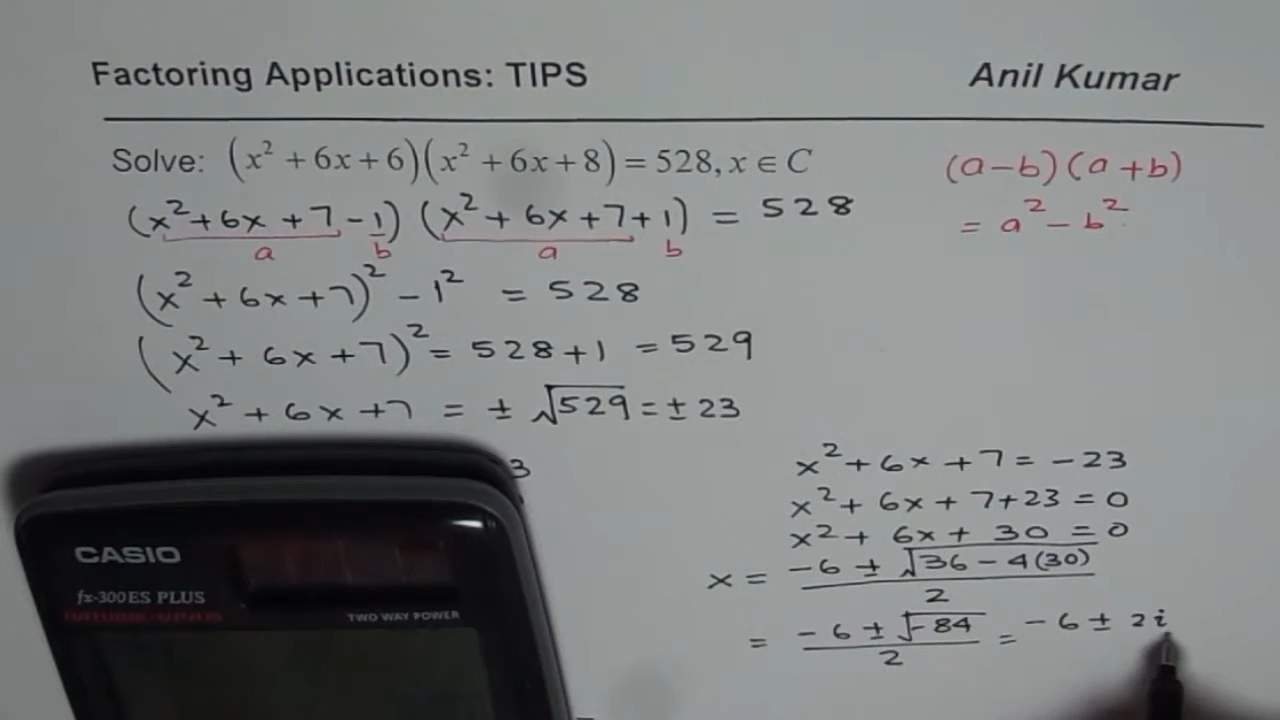 Factoring Applications: TIPS
Anil Kumar
Solve: (x² + 6x + 6)(x² + 6x + 8) = 528, x ∈ C
(x² + 6x + 7 - 1) (x² + 6x + 7 + 1) = 528
a b a b
(x² + 6x + 7)² - 1² = 528
(x² + 6x + 7)² = 528 + 1 = 529
x² + 6x + 7 = ± √529 = ± 23
3
(a - b) (a + b)
= a² - b²
x² + 6x + 7 = - 23
x² + 6x + 7 + 23 = 0
x² + 6x + 30 = 0
x = (-6 ± √(36 - 4(30))) / 2
= (-6 ± √-84) / 2 = -6 ± 2i
CASIO
fx-300ES PLUS
TWO WAY POWER